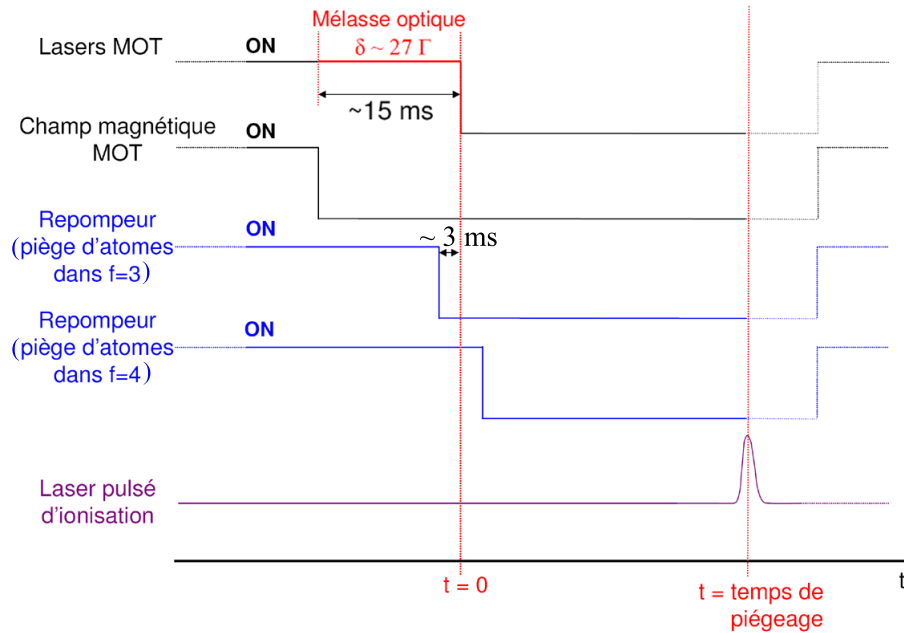 Mélasse optique
Lasers MOT
ON
δ ~ 27 Γ
~15 ms
Champ magnétique
MOT
ON
Repompeur
(piège d'atomes
dans f=3)
ON
~ 3 ms
Repompeur
(piège d'atomes
dans f=4)
ON
Laser pulsé
d'ionisation
t
t = 0
t = temps de
piégeage